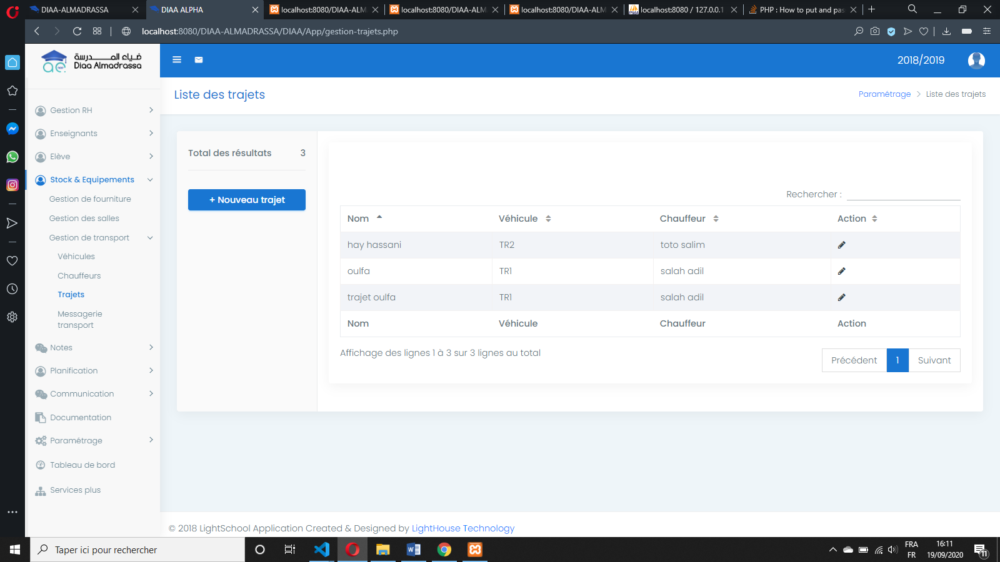 DIAA-ALMADRASSA
DIAA ALPHA
localhost:8080/DIAA-ALM
localhost:8080/DIAA-ALM
localhost:8080/DIAA-ALM
localhost:8080 / 127.0.0.1
PHP : How to put and pas
localhost:8080/DIAA-ALMADRASSA/DIAA/App/gestion-trajets.php
ضياء المدرسة
Diaa Almadrassa
2018/2019
Liste des trajets
Paramétrage > Liste des trajets
Gestion RH
Enseignants
Elève
Stock & Equipements
Gestion de fourniture
Gestion des salles
Gestion de transport
Véhicules
Chauffeurs
Trajets
Messagerie
transport
Notes
Planification
Communication
Documentation
Paramétrage
Tableau de bord
Services plus
Total des résultats 3
+ Nouveau trajet
Rechercher :
Nom Véhicule Chauffeur Action
hay hassani TR2 toto salim
oulfa TR1 salah adil
trajet oulfa TR1 salah adil
Nom Véhicule Chauffeur Action
Affichage des lignes 1 à 3 sur 3 lignes au total
Précédent 1 Suivant
© 2018 LightSchool Application Created & Designed by LightHouse Technology
Taper ici pour rechercher
FRA
FR
16:11
19/09/2020
11